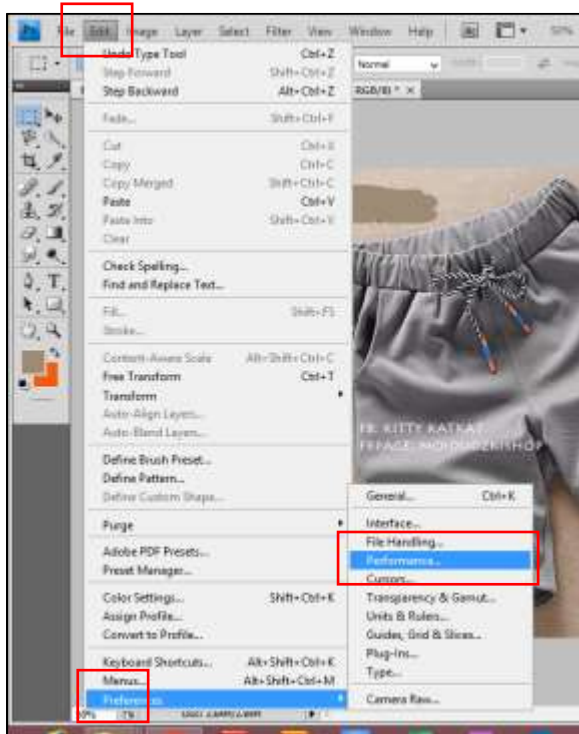 Ps File Edit Image Layer Select Filter View Window Help Br 50%
Normal
RGB/8) * ×
Undo Type Tool Ctrl+Z
Step Forward Shift+Ctrl+Z
Step Backward Alt+Ctrl+Z
Fade... Shift+Ctrl+F
Cut Ctrl+X
Copy Ctrl+C
Copy Merged Shift+Ctrl+C
Paste Ctrl+V
Paste Into Shift+Ctrl+V
Clear
Check Spelling...
Find and Replace Text...
Fill... Shift+F5
Stroke...
Content-Aware Scale Alt+Shift+Ctrl+C
Free Transform Ctrl+T
Transform
Auto-Align Layers...
Auto-Blend Layers...
Define Brush Preset...
Define Pattern...
Define Custom Shape...
Purge
Adobe PDF Presets...
Preset Manager...
Color Settings... Shift+Ctrl+K
Assign Profile...
Convert to Profile...
Keyboard Shortcuts... Alt+Shift+Ctrl+K
Menus... Alt+Shift+Ctrl+M
Preferences
General... Ctrl+K
Interface...
File Handling...
Performance...
Cursors...
Transparency & Gamut...
Units & Rulers...
Guides, Grid & Slices...
Plug-Ins...
Type...
Camera Raw...
FB: KITTY KATKAT